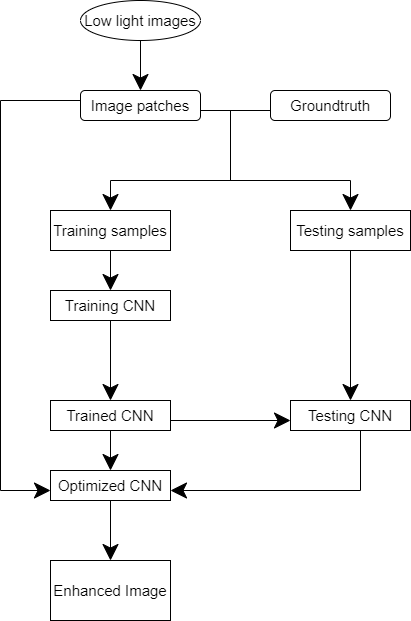 Low light images
Image patches
Groundtruth
Training samples
Testing samples
Training CNN
Trained CNN
Testing CNN
Optimized CNN
Enhanced Image